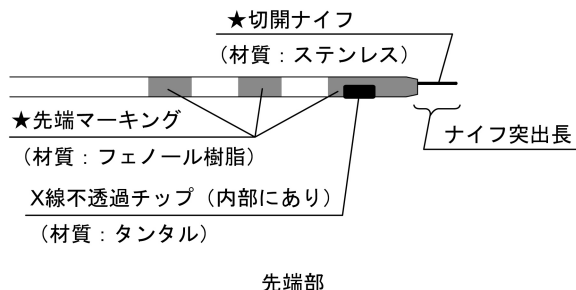 ★切開ナイフ
(材質：ステンレス)
ナイフ突出長
★先端マーキング
(材質：フェノール樹脂)
X線不透過チップ（内部にあり）
(材質：タンタル)
先端部